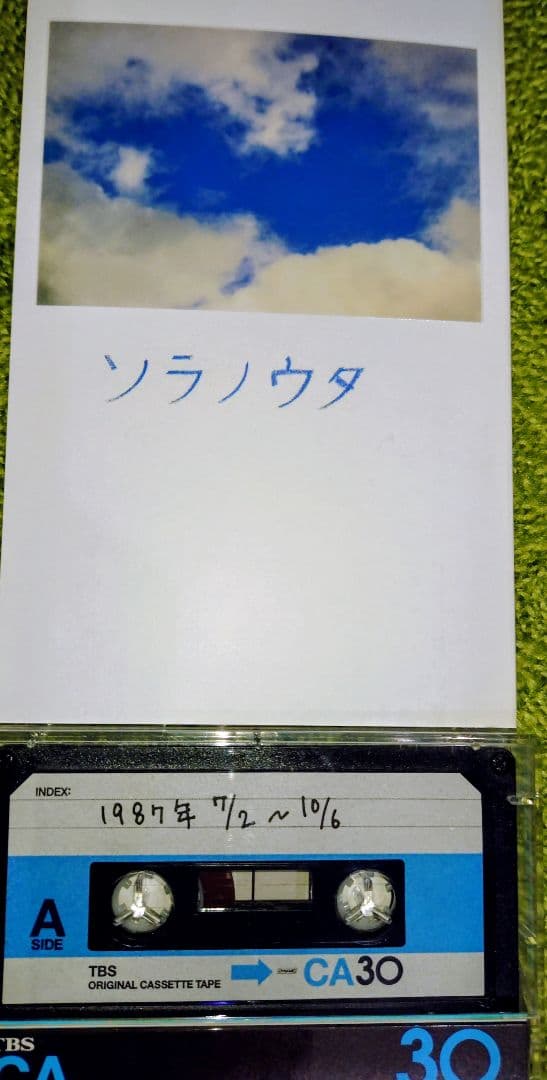 ソラノウタ
INDEX:
1987年 7/2 ~ 10/6
A
SIDE
TBS
ORIGINAL CASSETTE TAPE
CA30
TBS
CA
30